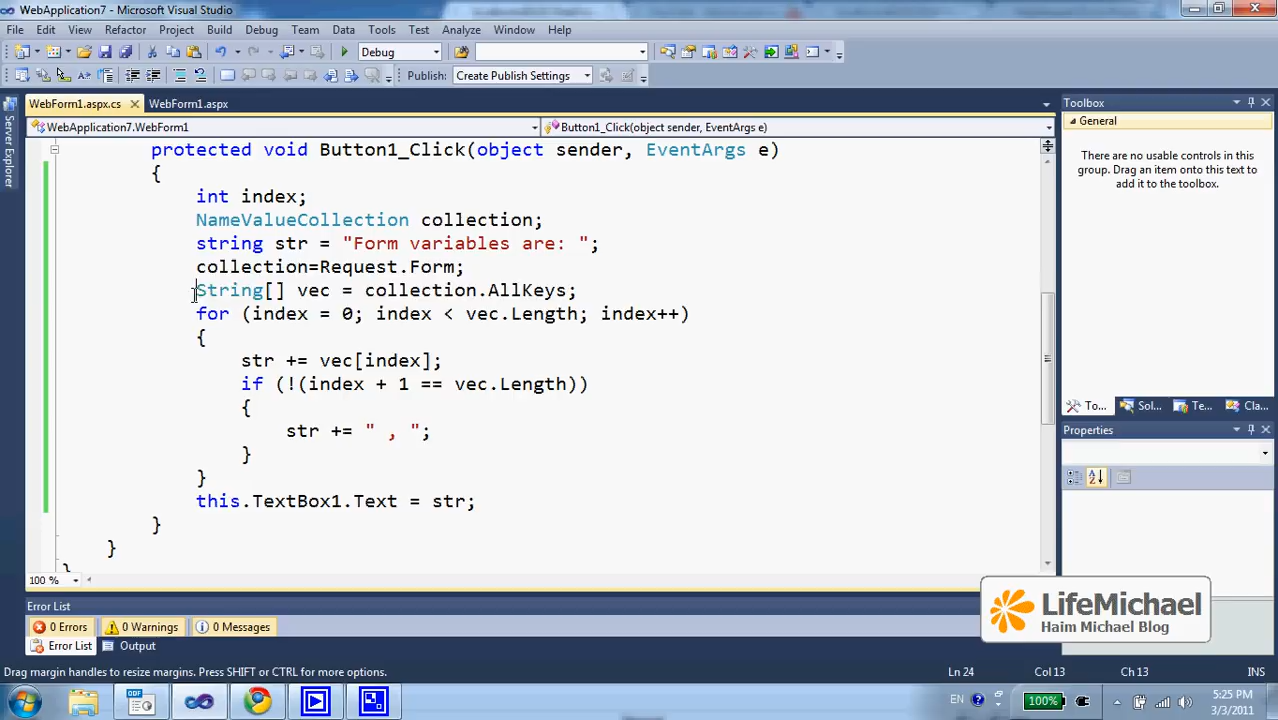 WebApplication7 - Microsoft Visual Studio
File Edit View Refactor Project Build Debug Team Data Tools Test Analyze Window Help
Debug
Publish: Create Publish Settings
Server Explorer
WebForm1.aspx.cs WebForm1.aspx
WebApplication7.WebForm1 Button1_Click(object sender, EventArgs e)
protected void Button1_Click(object sender, EventArgs e)
{
int index;
NameValueCollection collection;
string str = "Form variables are: ";
collection=Request.Form;
String[] vec = collection.AllKeys;
for (index = 0; index < vec.Length; index++)
{
str += vec[index];
if (!(index + 1 == vec.Length))
{
str += " , ";
}
}
this.TextBox1.Text = str;
}
}
}
100 %
Toolbox
General
There are no usable controls in this
group. Drag an item onto this text to
add it to the toolbox.
To... Sol... Te... Cla...
Properties
Error List
0 Errors 0 Warnings 0 Messages
Error List Output
LifeMichael
Haim Michael Blog
Drag margin handles to resize margins. Press SHIFT or CTRL for more options. Ln 24 Col 13 Ch 13 INS
EN 100% 5:25 PM
3/3/2011